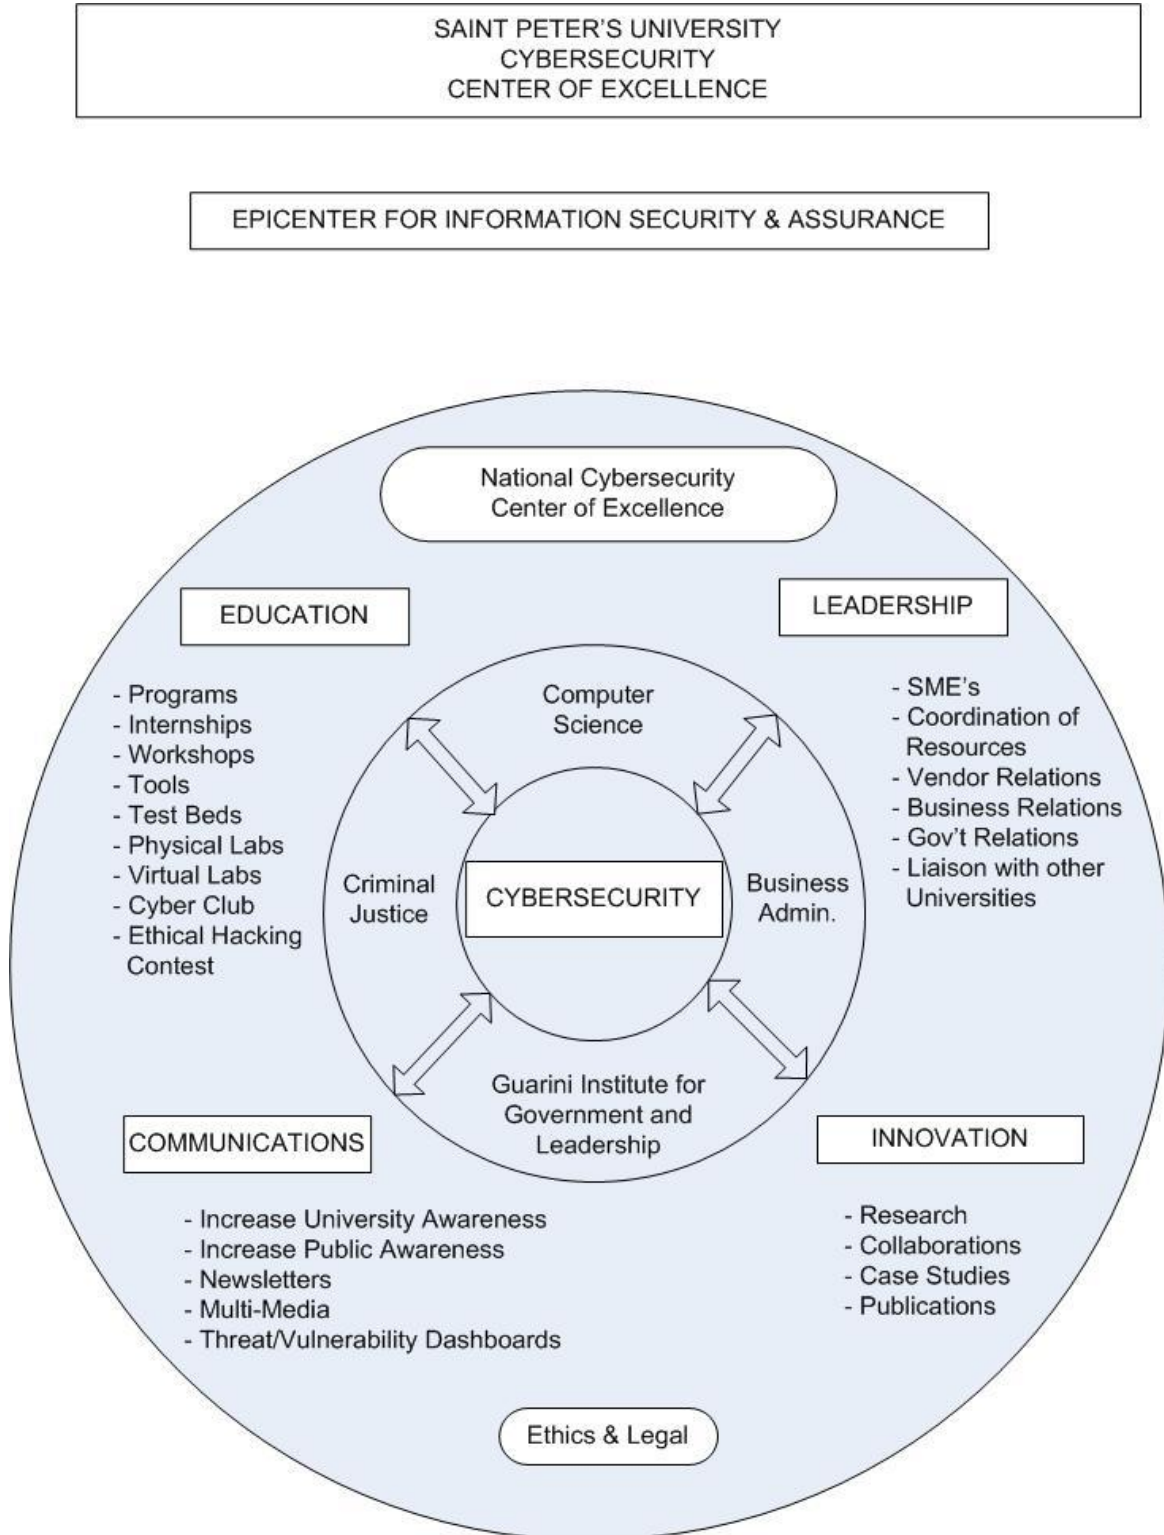 SAINT PETER'S UNIVERSITY
CYBERSECURITY
CENTER OF EXCELLENCE
EPICENTER FOR INFORMATION SECURITY & ASSURANCE
National Cybersecurity
Center of Excellence
EDUCATION
- Programs
- Internships
- Workshops
- Tools
- Test Beds
- Physical Labs
- Virtual Labs
- Cyber Club
- Ethical Hacking
Contest
LEADERSHIP
- SME's
- Coordination of
Resources
- Vendor Relations
- Business Relations
- Gov't Relations
- Liaison with other
Universities
Computer
Science
Criminal
Justice
CYBERSECURITY
Business
Admin.
Guarini Institute for
Government and
Leadership
COMMUNICATIONS
- Increase University Awareness
- Increase Public Awareness
- Newsletters
- Multi-Media
- Threat/Vulnerability Dashboards
INNOVATION
- Research
- Collaborations
- Case Studies
- Publications
Ethics & Legal